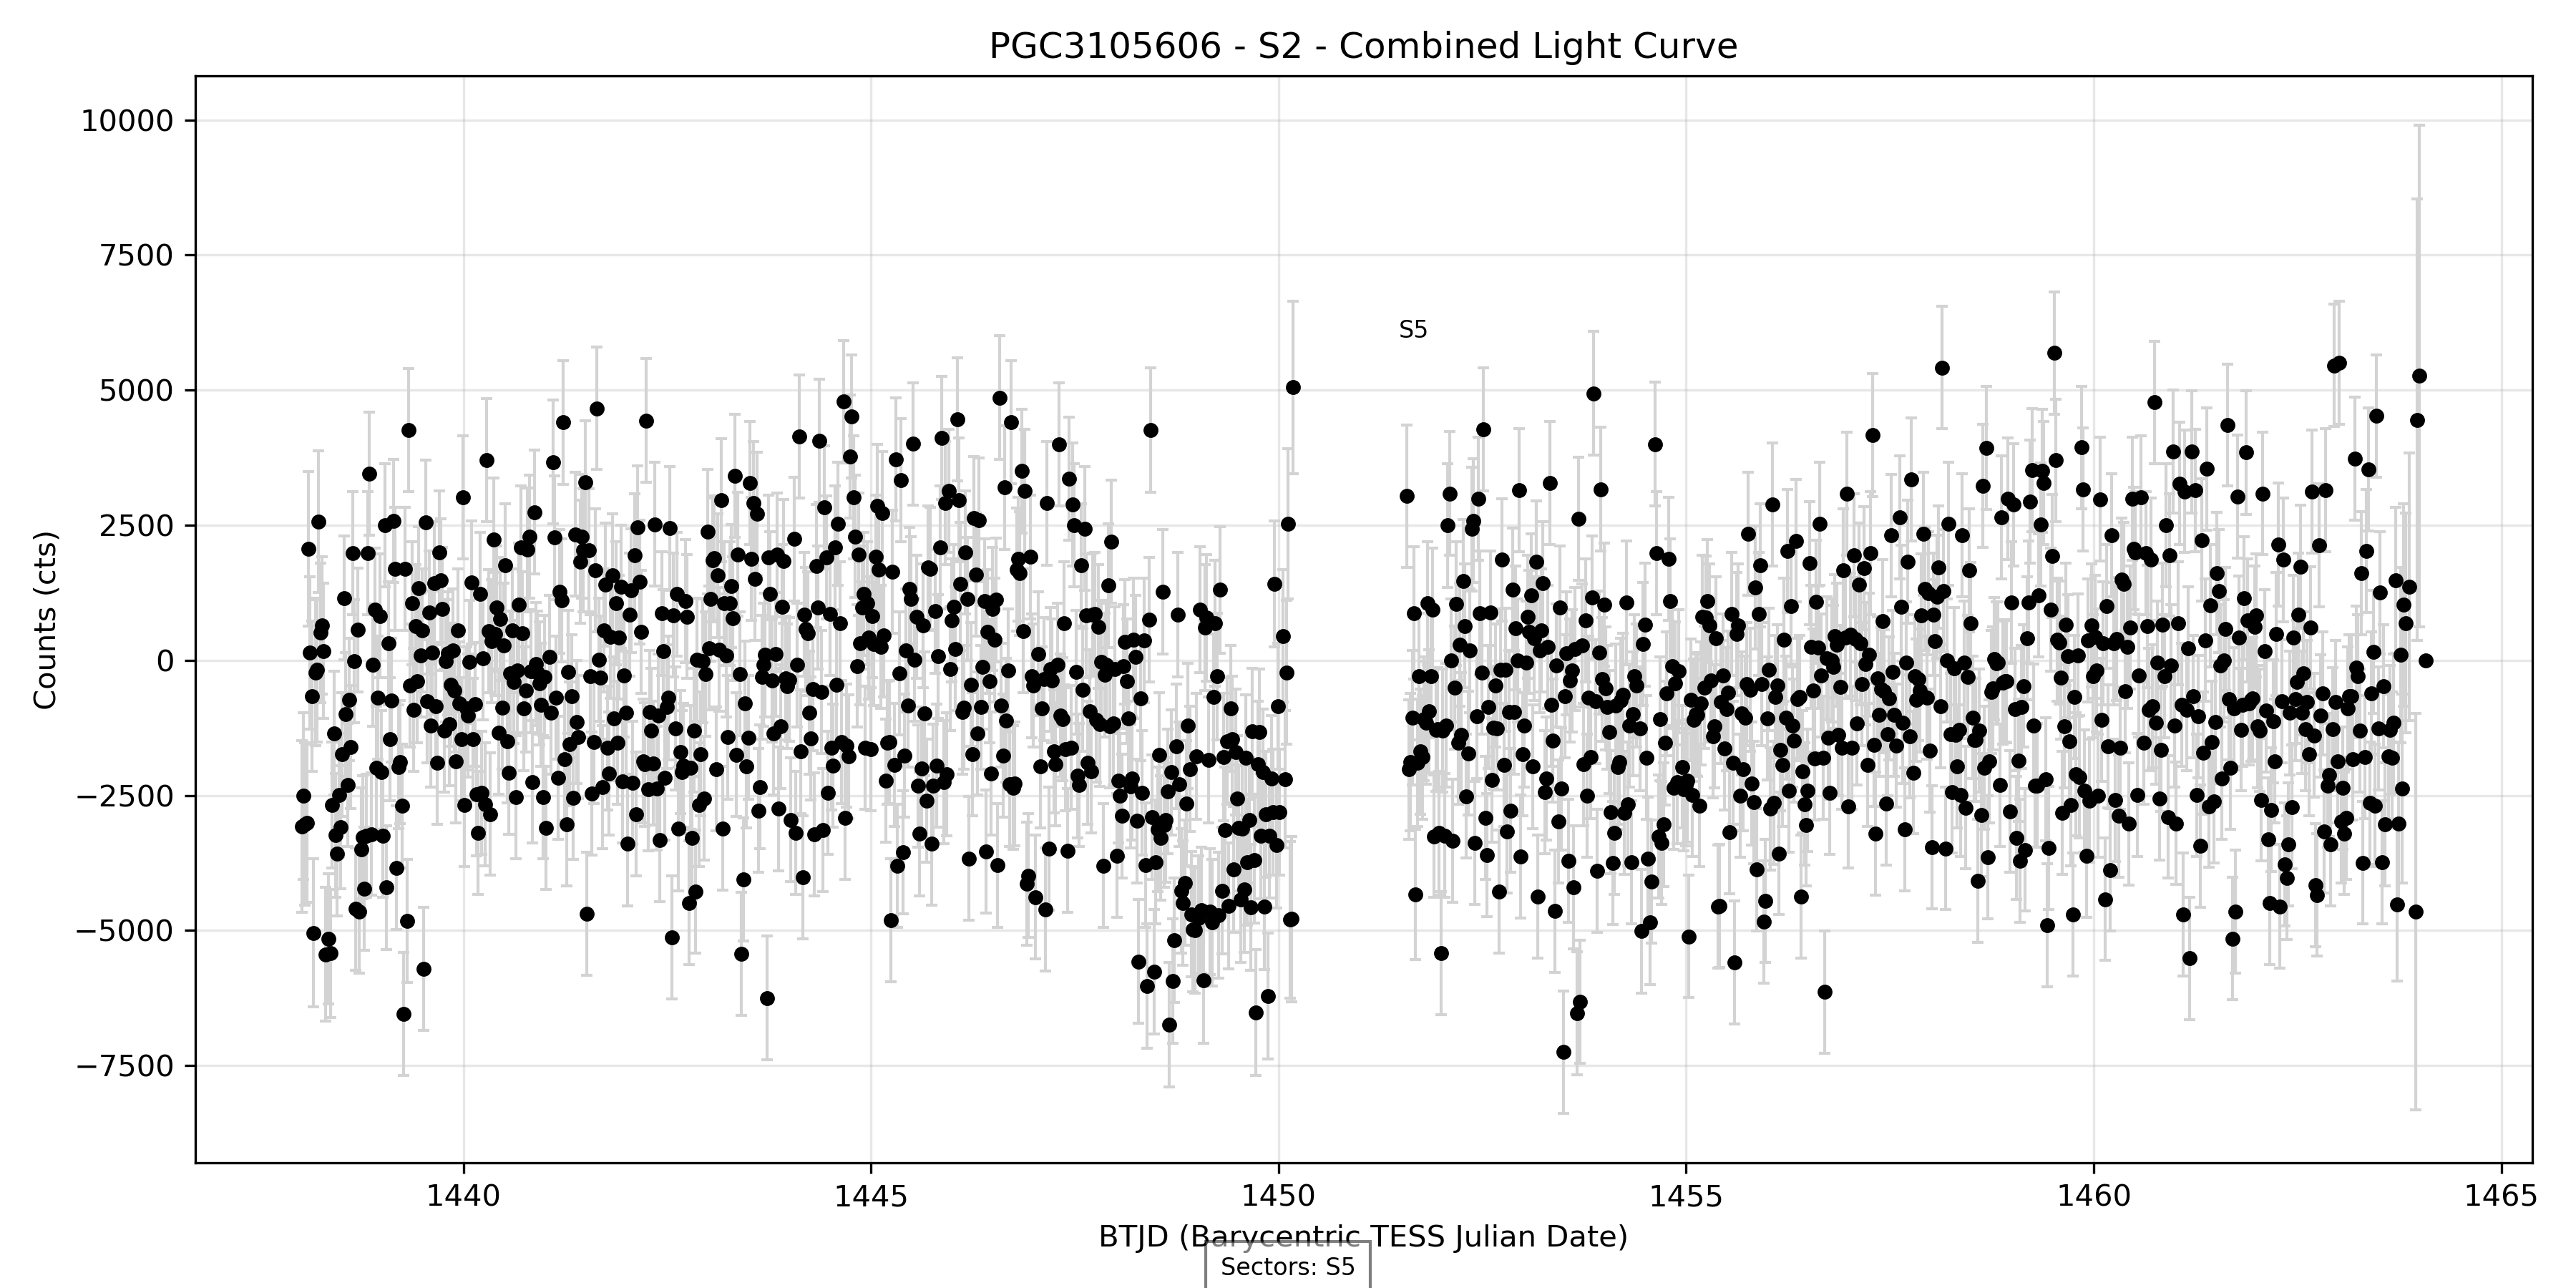 PGC3105606 - S2 - Combined Light Curve
10000
7500
5000
2500
0
−2500
−5000
−7500
Counts (cts)
S5
1440
1445
1450
1455
1460
1465
BTJD (Barycentric TESS Julian Date)
Sectors: S5